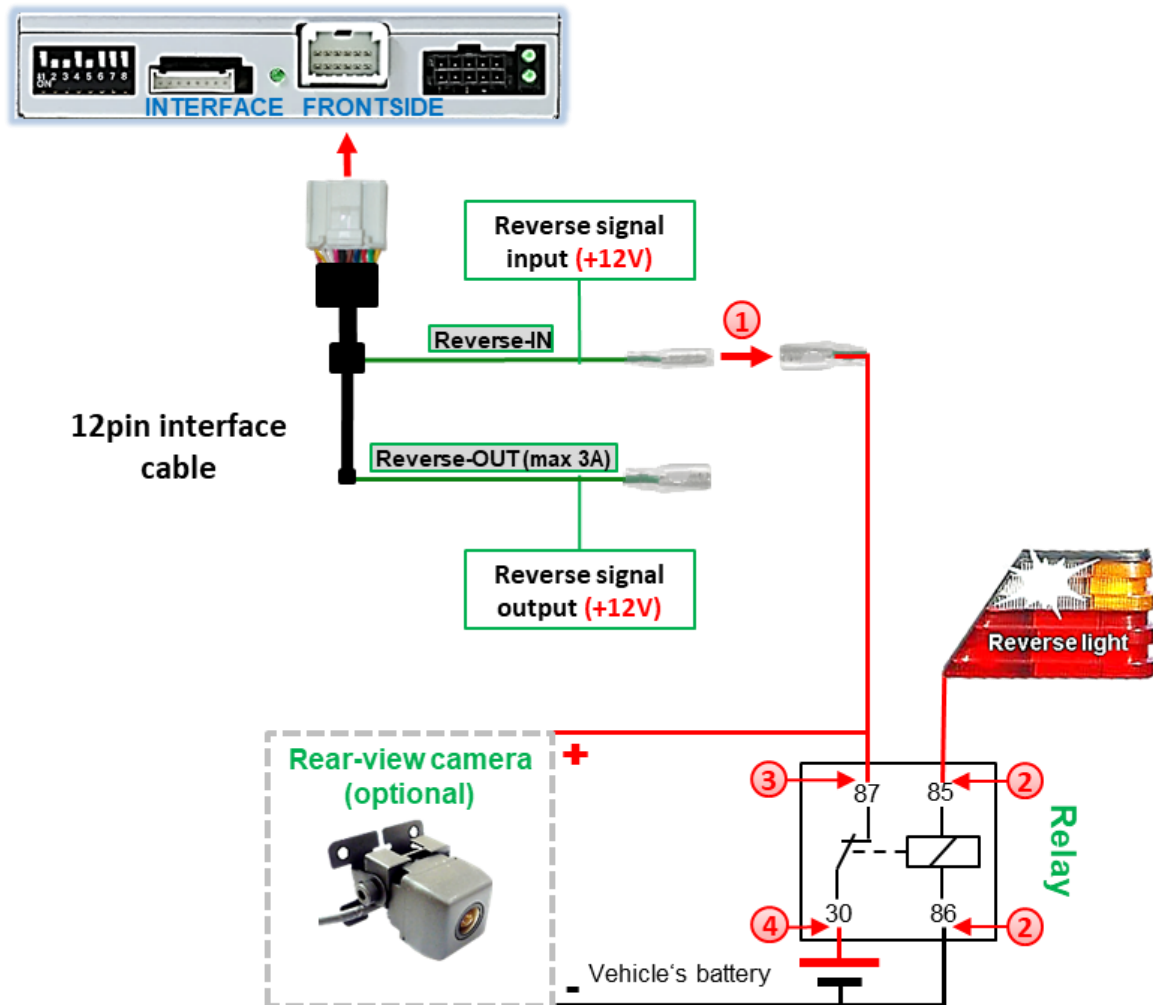 ON
1 2 3 4 5 6 7 8
INTERFACE FRONTSIDE
Reverse signal
input (+12V)
1
Reverse-IN
12pin interface
cable
Reverse-OUT (max 3A)
Reverse signal
output (+12V)
Reverse light
Rear-view camera
(optional)
+
3
87
85
2
Relay
4
30
86
2
-
Vehicle‘s battery